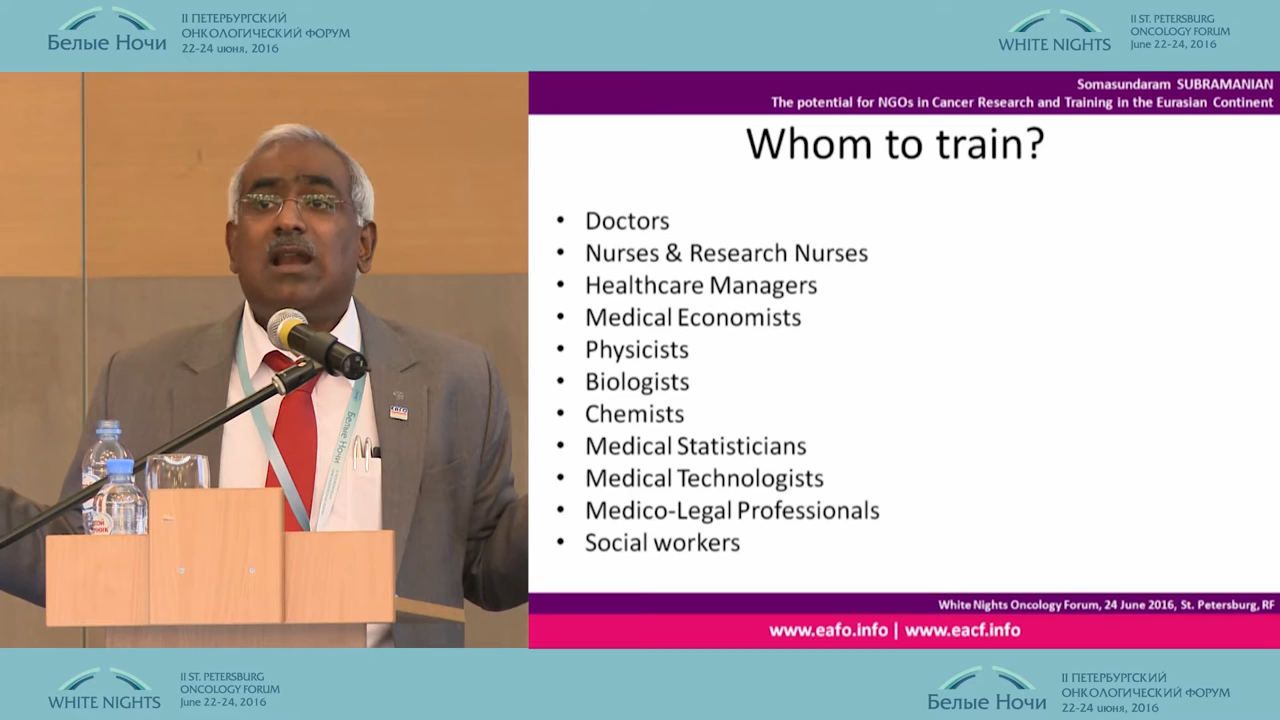 Белые Ночи
II ПЕТЕРБУРГСКИЙ
ОНКОЛОГИЧЕСКИЙ ФОРУМ
22-24 июня, 2016
WHITE NIGHTS
II ST. PETERSBURG
ONCOLOGY FORUM
June 22-24, 2016
Somasundaram SUBRAMANIAN
The potential for NGOs in Cancer Research and Training in the Eurasian Continent
Whom to train?
• Doctors
• Nurses & Research Nurses
• Healthcare Managers
• Medical Economists
• Physicists
• Biologists
• Chemists
• Medical Statisticians
• Medical Technologists
• Medico-Legal Professionals
• Social workers
White Nights Oncology Forum, 24 June 2016, St. Petersburg, RF
www.eafo.info | www.eacf.info
Белые Ночи
WHITE NIGHTS
II ST. PETERSBURG
ONCOLOGY FORUM
June 22-24, 2016
Белые Ночи
II ПЕТЕРБУРГСКИЙ
ОНКОЛОГИЧЕСКИЙ ФОРУМ
22-24 июня, 2016